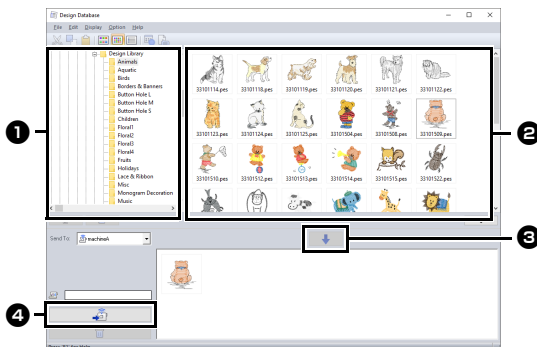 Design Database
File Edit Display Option Help
Design Library
Animals
Aquatic
Birds
Borders & Banners
Button Hole L
Button Hole M
Button Hole S
Children
Floral1
Floral2
Floral3
Floral4
Fruits
Holidays
Lace & Ribbon
Misc
Monogram Decoration
Music
33101114.pes 33101118.pes 33101119.pes 33101120.pes 33101121.pes 33101122.pes
33101123.pes 33101124.pes 33101125.pes 33101504.pes 33101508.pes 33101509.pes
33101510.pes 33101512.pes 33101513.pes 33101514.pes 33101515.pes 33101522.pes
1
2
3
Send To: machineA
4